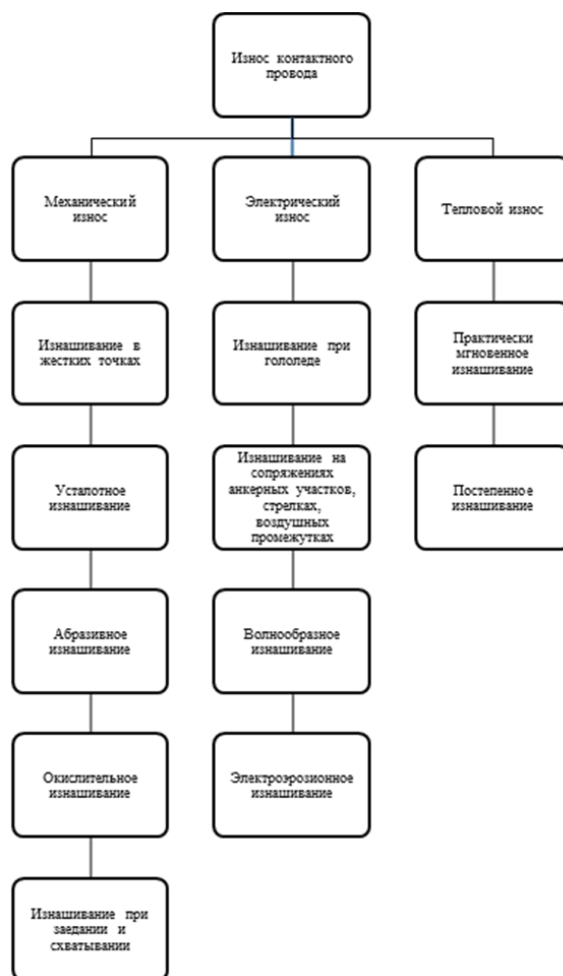 Износ контактного
провода
Механический
износ
Электрический
износ
Тепловой износ
Изнашивание в
жестких точках
Изнашивание при
гололеде
Практически
мгновенное
изнашивание
Усталотное
изнашивание
Изнашивание на
сопряжениях
анкерных участков,
стрелках,
воздушных
промежутках
Постепенное
изнашивание
Абразивное
изнашивание
Волнообразное
изнашивание
Окислительное
изнашивание
Электроэрозионное
изнашивание
Изнашивание при
заедании и
схватывании